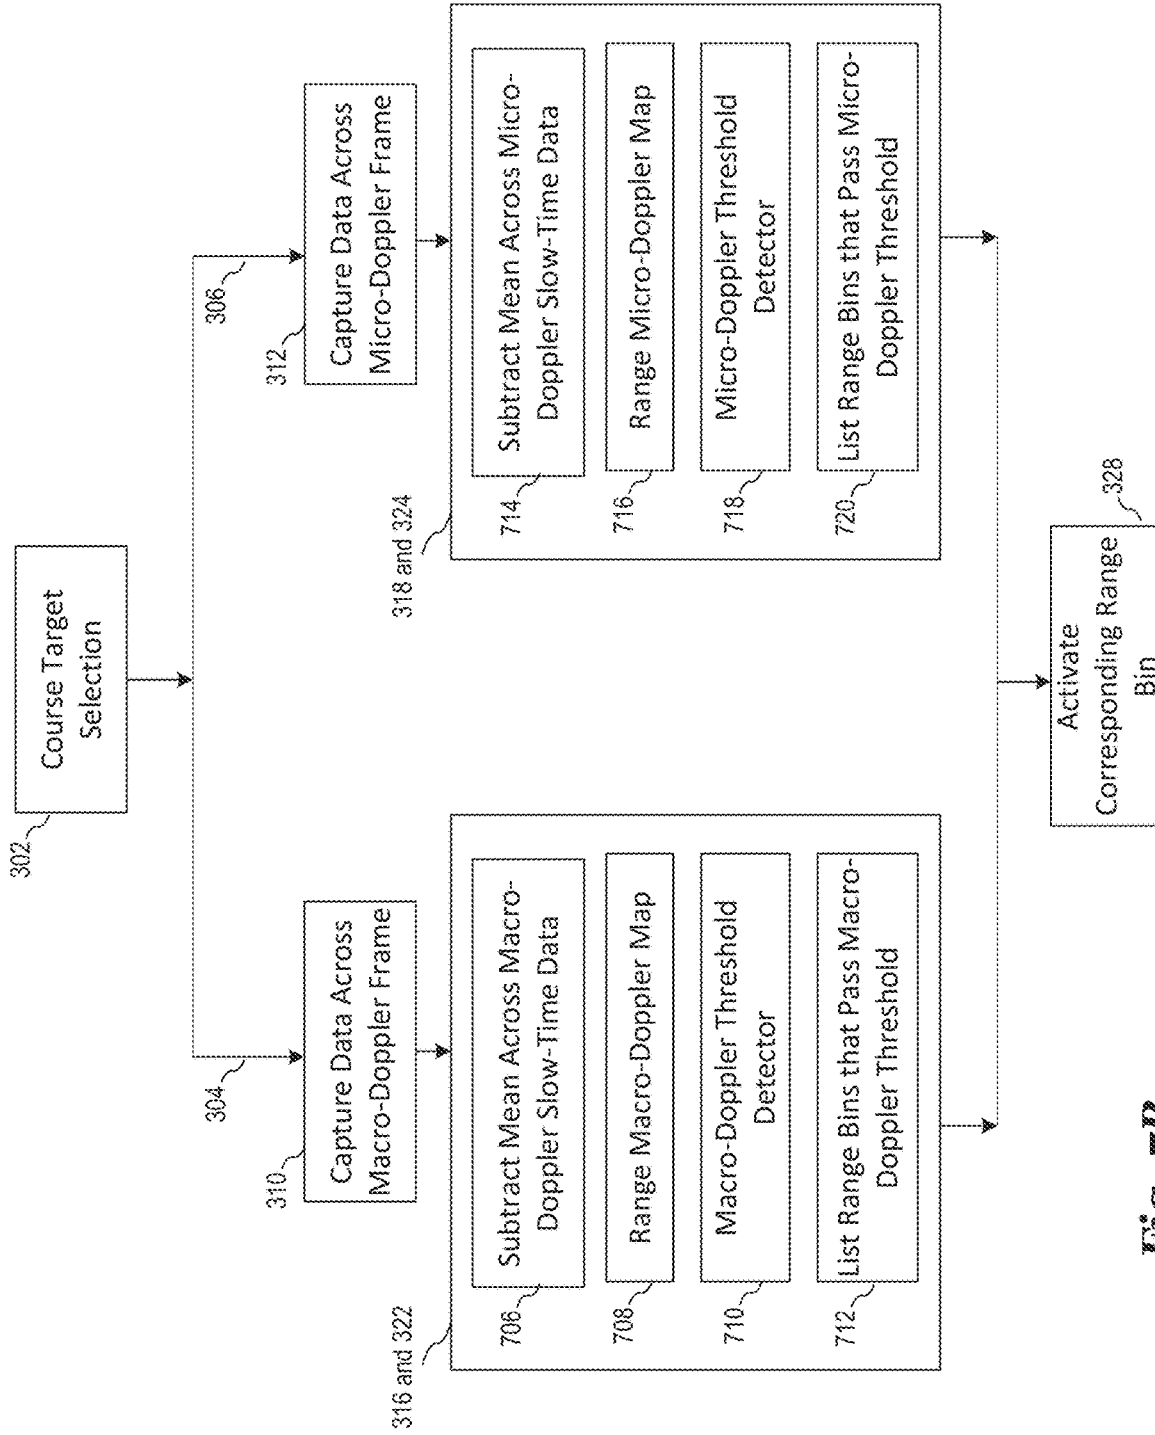 302
Course Target
Selection
304
306
310
Capture Data Across
Macro-Doppler Frame
312
Capture Data Across
Micro-Doppler Frame
316 and 322
706
Subtract Mean Across Macro-
Doppler Slow-Time Data
708
Range Macro-Doppler Map
710
Macro-Doppler Threshold
Detector
712
List Range Bins that Pass Macro-
Doppler Threshold
318 and 324
714
Subtract Mean Across Micro-
Doppler Slow-Time Data
716
Range Micro-Doppler Map
718
Micro-Doppler Threshold
Detector
720
List Range Bins that Pass Micro-
Doppler Threshold
328
Activate
Corresponding Range
Bin